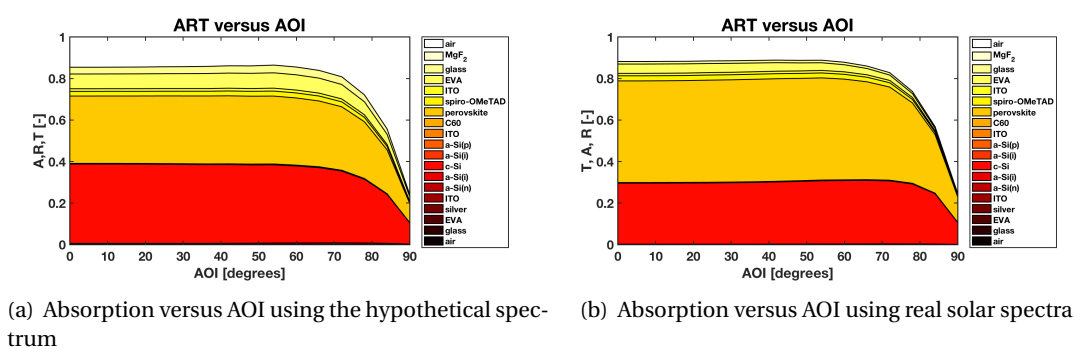 ART versus AOI
A,R,T [-]
1
0.8
0.6
0.4
0.2
0
0 10 20 30 40 50 60 70 80 90
AOI [degrees]
air
MgF2
glass
EVA
ITO
spiro-OMeTAD
perovskite
C60
ITO
a-Si(p)
a-Si(i)
c-Si
a-Si(i)
a-Si(n)
ITO
silver
EVA
glass
air
(a) Absorption versus AOI using the hypothetical spec-
trum
ART versus AOI
T, A, R [-]
1
0.8
0.6
0.4
0.2
0
0 10 20 30 40 50 60 70 80 90
AOI [degrees]
air
MgF2
glass
EVA
ITO
spiro-OMeTAD
perovskite
C60
ITO
a-Si(p)
a-Si(i)
c-Si
a-Si(i)
a-Si(n)
ITO
silver
EVA
glass
air
(b) Absorption versus AOI using real solar spectra